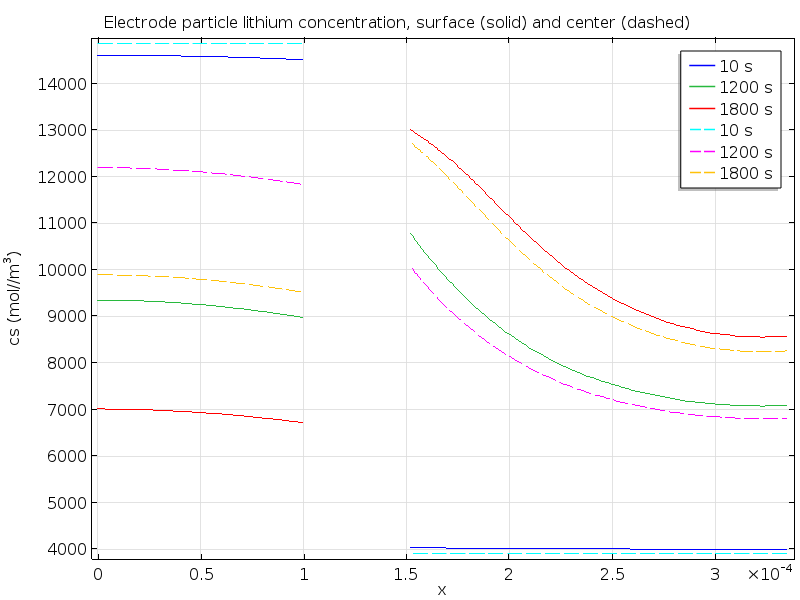 Electrode particle lithium concentration, surface (solid) and center (dashed)
10 s
1200 s
1800 s
10 s
1200 s
1800 s
14000
13000
12000
11000
10000
9000
8000
7000
6000
5000
4000
cs (mol//m³)
0 0.5 1 1.5 2 2.5 3 ×10⁻⁴
x